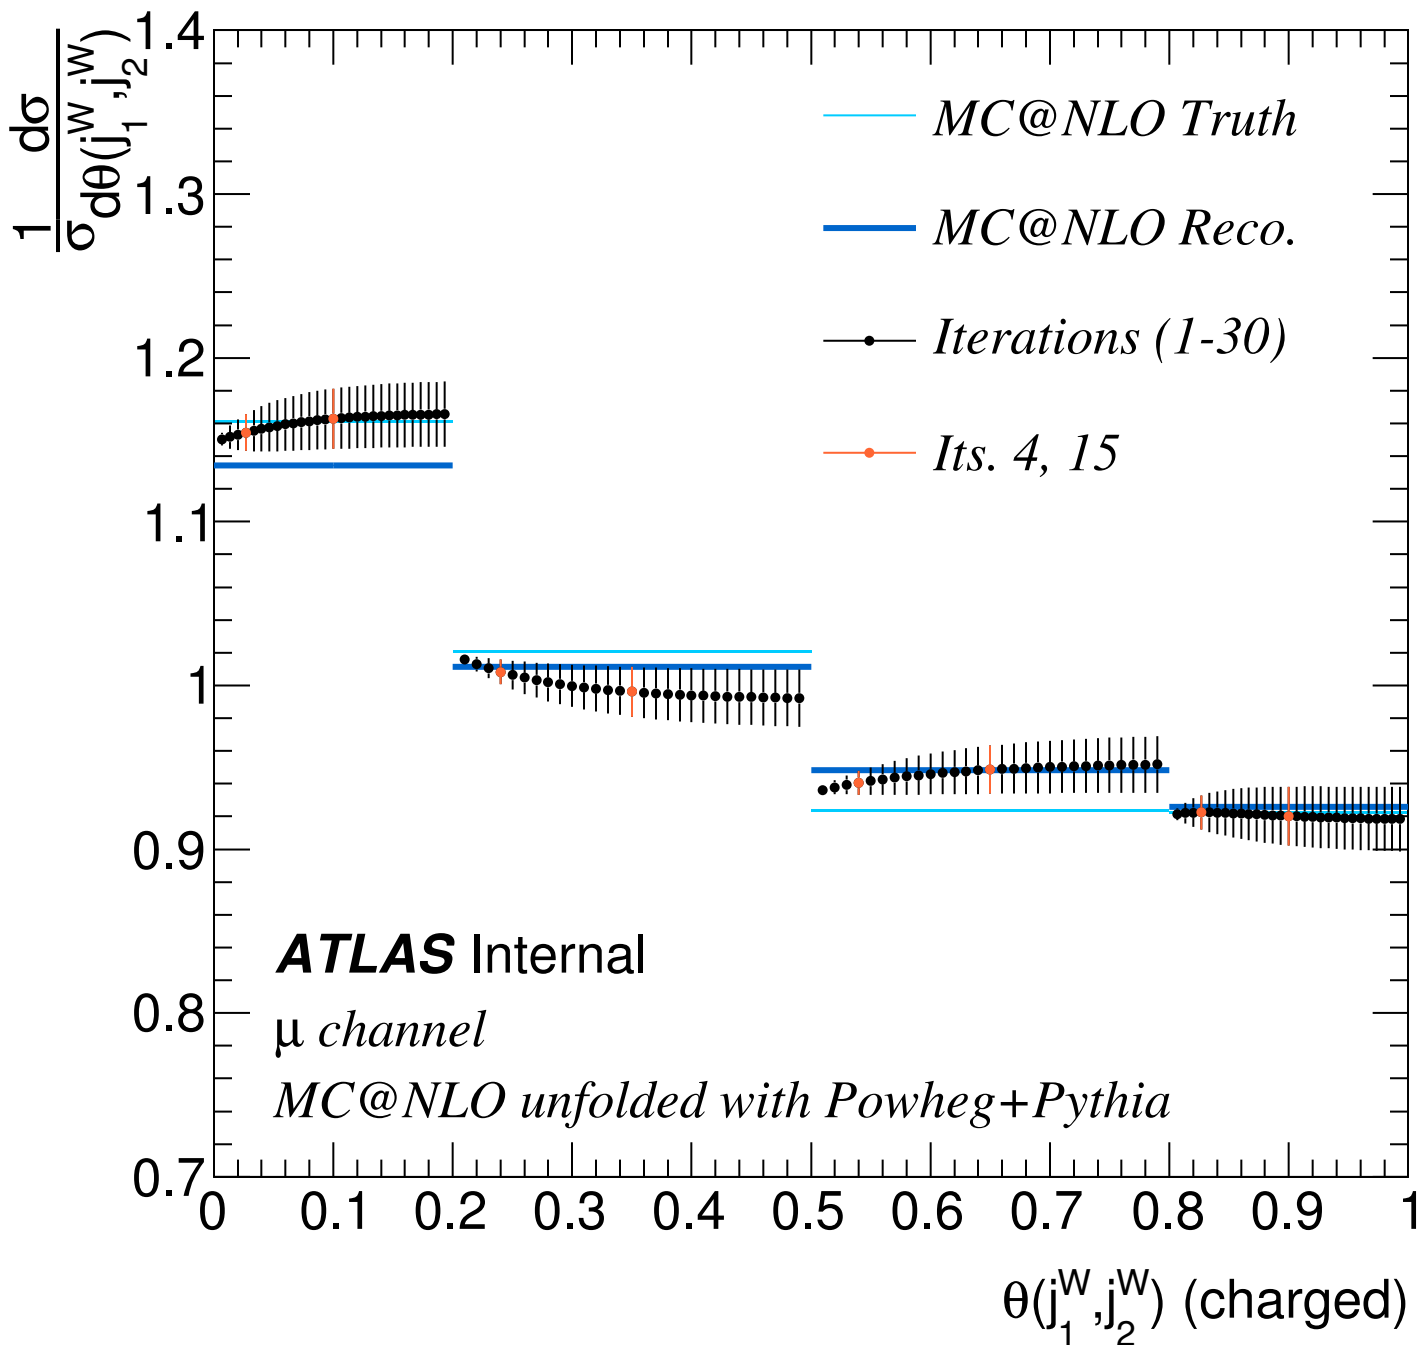 1/σ dσ/dθ(j₁ᵂ,j₂ᵂ)
1.4
1.3
1.2
1.1
1
0.9
0.8
0.7
MC@NLO Truth
MC@NLO Reco.
Iterations (1-30)
Its. 4, 15
ATLAS Internal
μ channel
MC@NLO unfolded with Powheg+Pythia
0 0.1 0.2 0.3 0.4 0.5 0.6 0.7 0.8 0.9 1
θ(j₁ᵂ,j₂ᵂ) (charged)